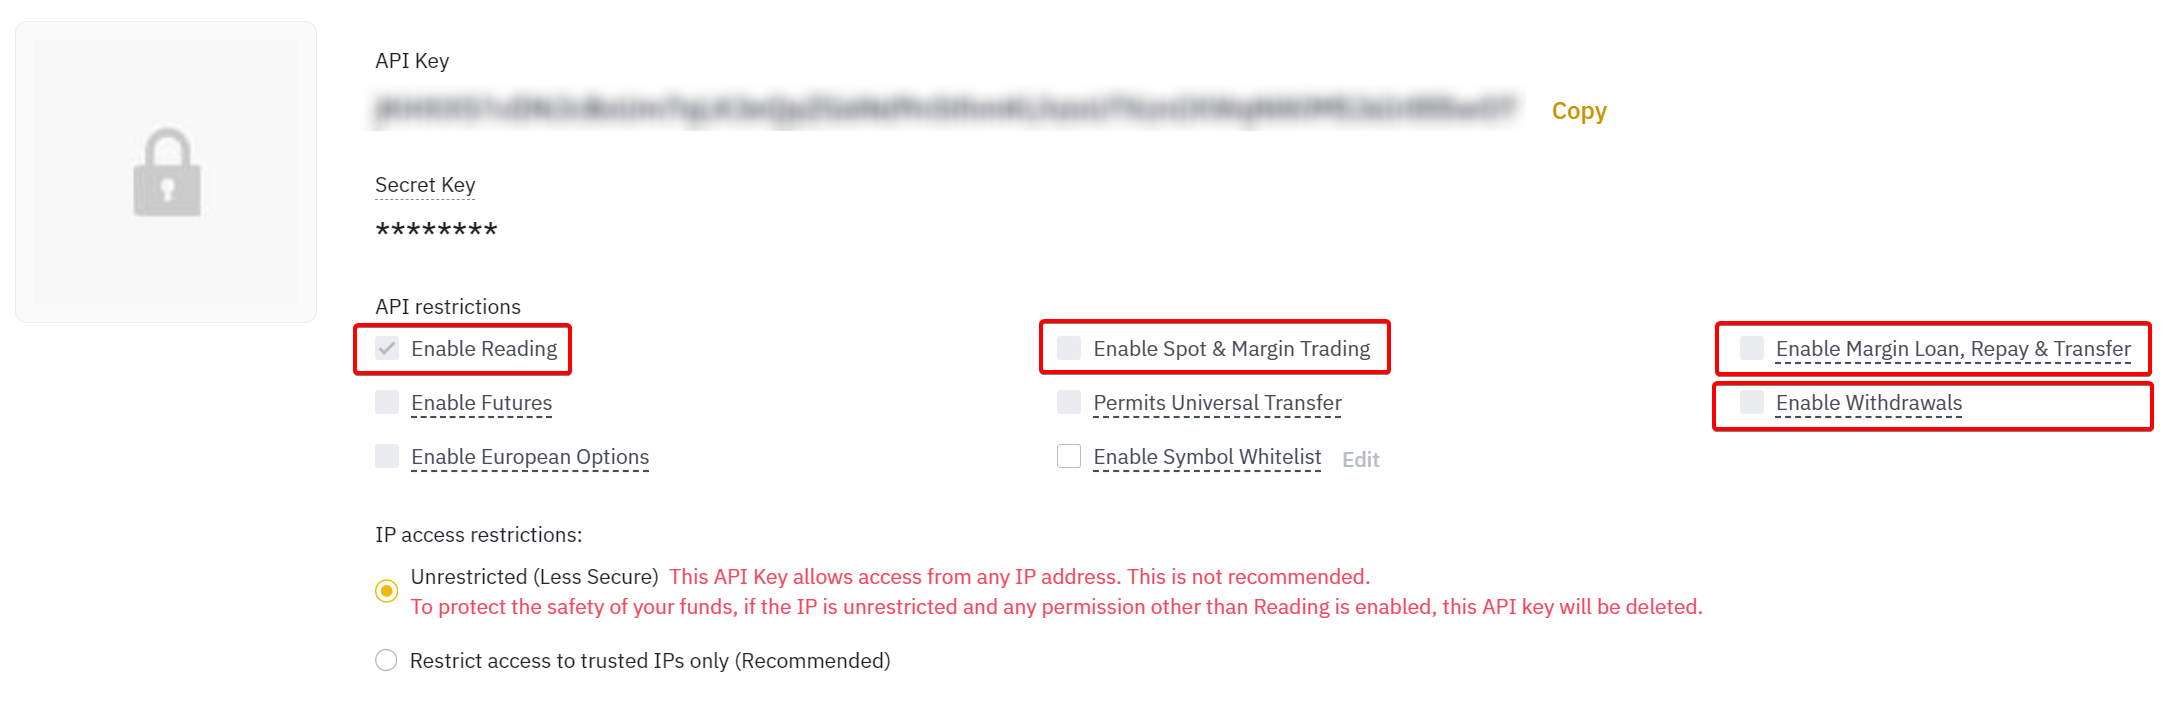 API Key
Copy
Secret Key
********
API restrictions
Enable Reading
Enable Spot & Margin Trading
Enable Margin Loan, Repay & Transfer
Enable Futures
Permits Universal Transfer
Enable Withdrawals
Enable European Options
Enable Symbol Whitelist Edit
IP access restrictions:
Unrestricted (Less Secure) This API Key allows access from any IP address. This is not recommended.
To protect the safety of your funds, if the IP is unrestricted and any permission other than Reading is enabled, this API key will be deleted.
Restrict access to trusted IPs only (Recommended)